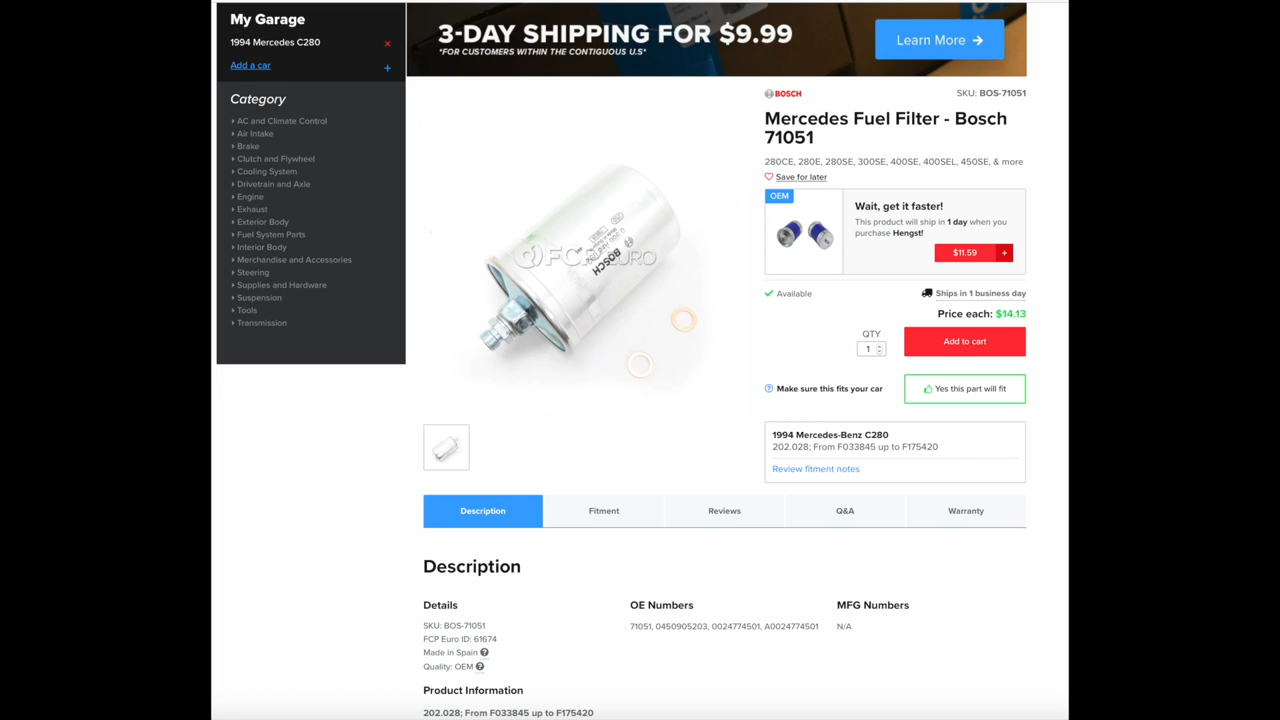 My Garage
1994 Mercedes C280
Add a car
Category
AC and Climate Control
Air Intake
Brake
Clutch and Flywheel
Cooling System
Drivetrain and Axle
Engine
Exhaust
Exterior Body
Fuel System Parts
Interior Body
Merchandise and Accessories
Steering
Supplies and Hardware
Suspension
Tools
Transmission
3-DAY SHIPPING FOR $9.99
*FOR CUSTOMERS WITHIN THE CONTIGUOUS U.S*
Learn More
FCP EURO
BOSCH
BOSCH
SKU: BOS-71051
Mercedes Fuel Filter - Bosch
71051
280CE, 280E, 280SE, 300SE, 400SE, 400SEL, 450SE, & more
Save for later
OEM
Wait, get it faster!
This product will ship in 1 day when you
purchase Hengst!
$11.59 +
Available
Ships in 1 business day
Price each: $14.13
QTY
1
Add to cart
Make sure this fits your car
Yes this part will fit
1994 Mercedes-Benz C280
202.028; From F033845 up to F175420
Review fitment notes
Description
Fitment
Reviews
Q&A
Warranty
Description
Details
SKU: BOS-71051
FCP Euro ID: 61674
Made in Spain
Quality: OEM
OE Numbers
71051, 0450905203, 0024774501, A0024774501
MFG Numbers
N/A
Product Information
202.028; From F033845 up to F175420